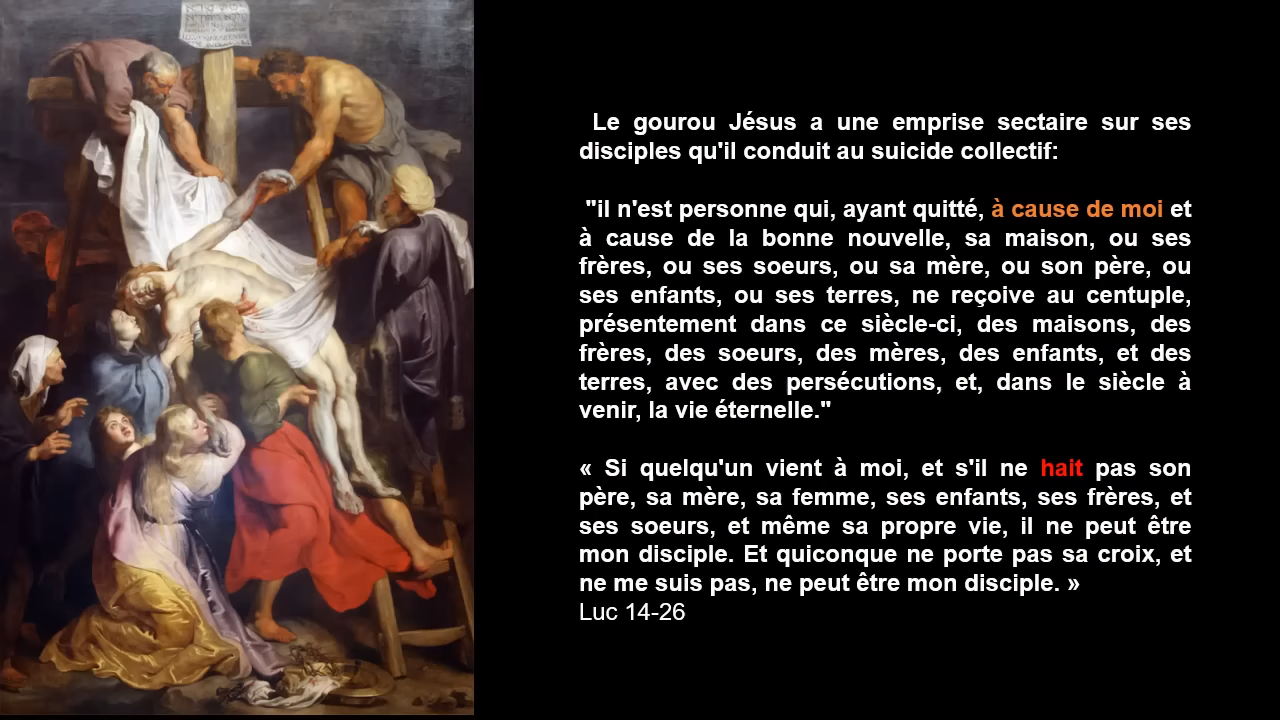 Le gourou Jésus a une emprise sectaire sur ses
disciples qu'il conduit au suicide collectif:
"il n'est personne qui, ayant quitté, à cause de moi et
à cause de la bonne nouvelle, sa maison, ou ses
frères, ou ses soeurs, ou sa mère, ou son père, ou
ses enfants, ou ses terres, ne reçoive au centuple,
présentement dans ce siècle-ci, des maisons, des
frères, des soeurs, des mères, des enfants, et des
terres, avec des persécutions, et, dans le siècle à
venir, la vie éternelle."
« Si quelqu'un vient à moi, et s'il ne hait pas son
père, sa mère, sa femme, ses enfants, ses frères, et
ses soeurs, et même sa propre vie, il ne peut être
mon disciple. Et quiconque ne porte pas sa croix, et
ne me suis pas, ne peut être mon disciple. »
Luc 14-26